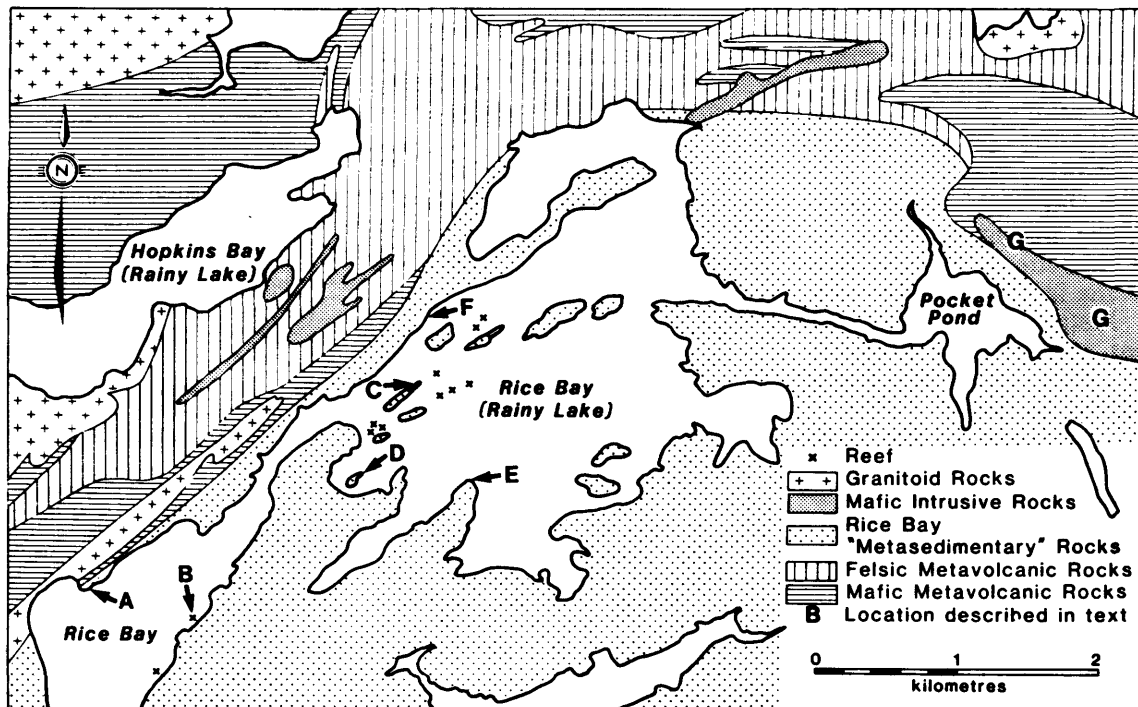 N
E
G
Hopkins Bay
(Rainy Lake)
F
G
Pocket
Pond
C
Rice Bay
(Rainy Lake)
D
E
A
B
Rice Bay
x Reef
+ + Granitoid Rocks
Mafic Intrusive Rocks
Rice Bay
"Metasedimentary" Rocks
Felsic Metavolcanic Rocks
Mafic Metavolcanic Rocks
B Location described in text
0 1 2
kilometres